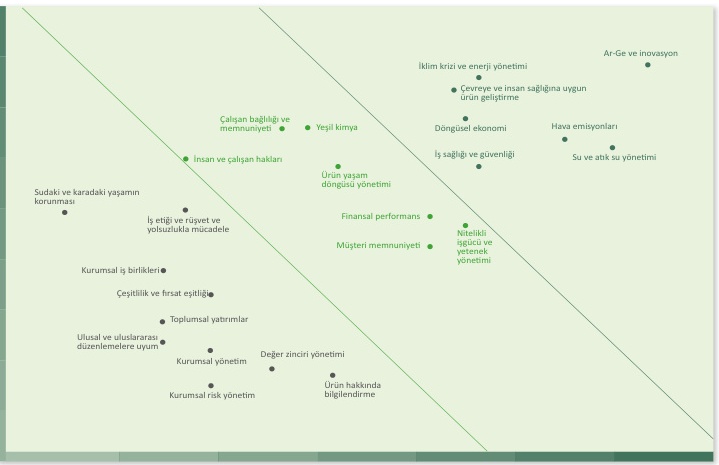 Ar-Ge ve inovasyon
İklim krizi ve enerji yönetimi
Çevreye ve insan sağlığına uygun
ürün geliştirme
Çalışan bağlılığı ve
memnuniyeti
Yeşil kimya
Döngüsel ekonomi
Hava emisyonları
İnsan ve çalışan hakları
İş sağlığı ve güvenliği
Su ve atık su yönetimi
Ürün yaşam
döngüsü yönetimi
Sudaki ve karadaki yaşamın
korunması
İş etiği ve rüşvet ve
yolsuzlukla mücadele
Finansal performans
Nitelikli
işgücü ve
yetenek
yönetimi
Müşteri memnuniyeti
Kurumsal iş birlikleri
Çeşitlilik ve fırsat eşitliği
Toplumsal yatırımlar
Ulusal ve uluslararası
düzenlemelere uyum
Kurumsal yönetim
Değer zinciri yönetimi
Ürün hakkında
bilgilendirme
Kurumsal risk yönetim